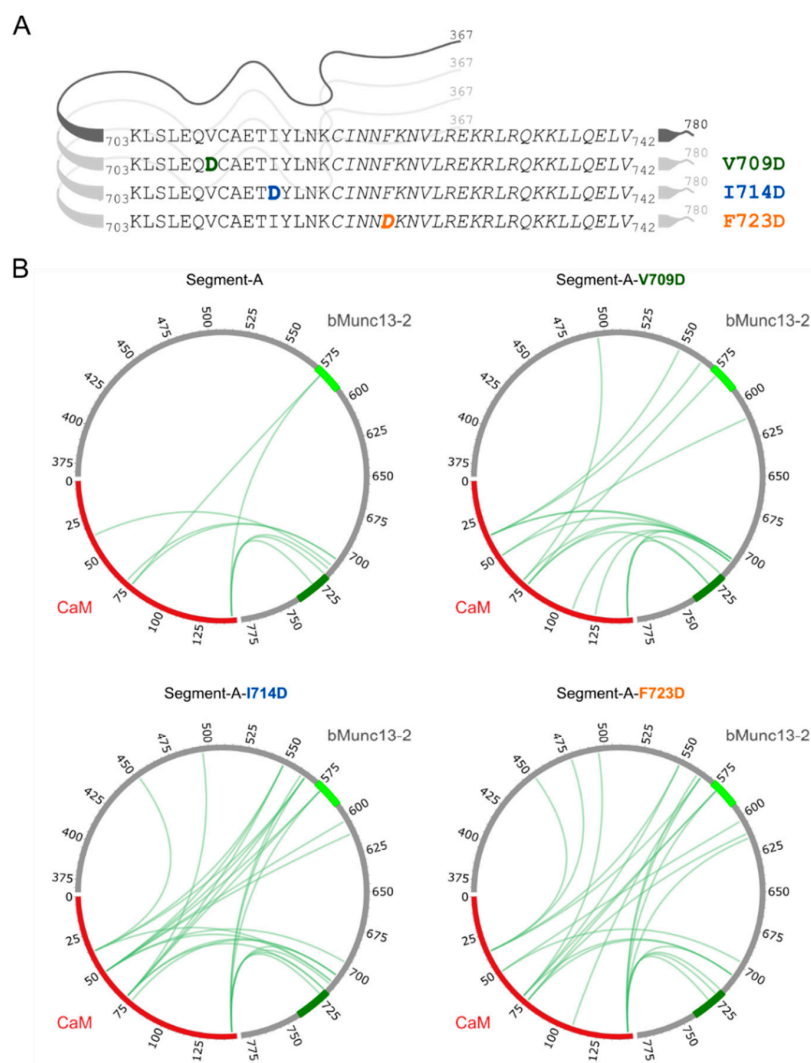 A
367
367
367
367
780
703KLSLEQVCAETIYLNKCINNFKNVLREKRLRQKKLLQELV742
780
703KLSLEQDCAETIYLNKCINNFKNVLREKRLRQKKLLQELV742 V709D
780
703KLSLEQVCAETDYLNKCINNFKNVLREKRLRQKKLLQELV742 I714D
780
703KLSLEQVCAETIYLNKCINNDKNVLREKRLRQKKLLQELV742 F723D
B
Segment-A
bMunc13-2
0 375 400 425 450 475 500 525 550 575 600 625 650 675 700 725 750 775
25 50 75 100 125
CaM
Segment-A-V709D
bMunc13-2
0 375 400 425 450 475 500 525 550 575 600 625 650 675 700 725 750 775
25 50 75 100 125
CaM
Segment-A-I714D
bMunc13-2
0 375 400 425 450 475 500 525 550 575 600 625 650 675 700 725 750 775
25 50 75 100 125
CaM
Segment-A-F723D
bMunc13-2
0 375 400 425 450 475 500 525 550 575 600 625 650 675 700 725 750 775
25 50 75 100 125
CaM